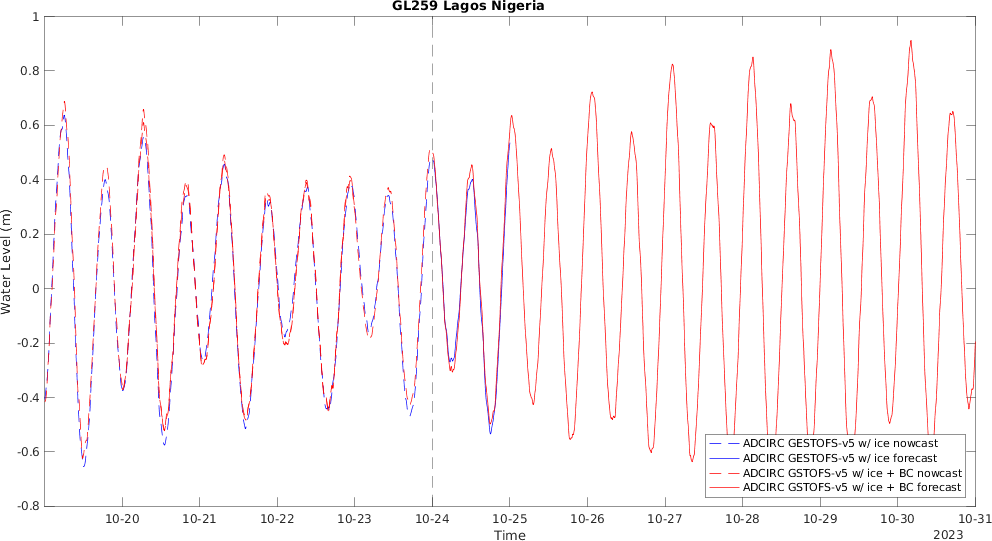 GL259 Lagos Nigeria
1
0.8
0.6
0.4
0.2
0
-0.2
-0.4
-0.6
-0.8
Water Level (m)
ADCIRC GESTOFS-v5 w/ ice nowcast
ADCIRC GESTOFS-v5 w/ ice forecast
ADCIRC GSTOFS-v5 w/ ice + BC nowcast
ADCIRC GSTOFS-v5 w/ ice + BC forecast
10-20 10-21 10-22 10-23 10-24 10-25 10-26 10-27 10-28 10-29 10-30 10-31
Time
2023